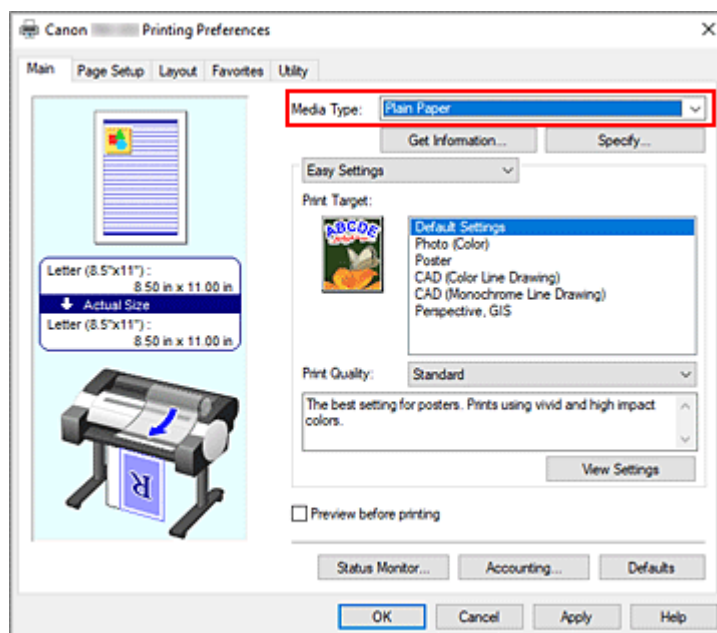 Canon Printing Preferences
Main Page Setup Layout Favorites Utility
Media Type: Plain Paper
Get Information... Specify...
Easy Settings
Print Target:
ABCDE
Default Settings
Photo (Color)
Poster
CAD (Color Line Drawing)
CAD (Monochrome Line Drawing)
Perspective, GIS
Letter (8.5"x11") :
8.50 in x 11.00 in
Actual Size
Letter (8.5"x11") :
8.50 in x 11.00 in
Print Quality: Standard
The best setting for posters. Prints using vivid and high impact
colors.
View Settings
R
Preview before printing
Status Monitor... Accounting... Defaults
OK Cancel Apply Help